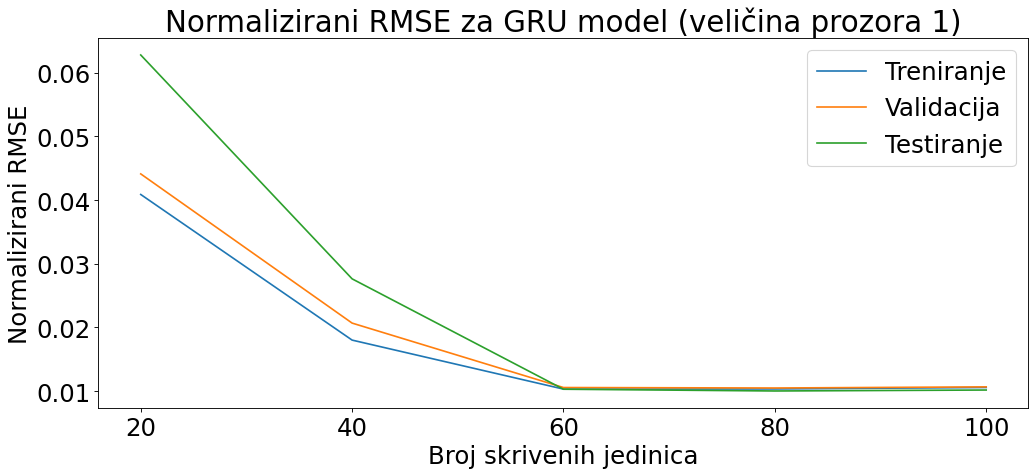 Normalizirani RMSE za GRU model (veličina prozora 1)
Treniranje
Validacija
Testiranje
Normalizirani RMSE
0.06
0.05
0.04
0.03
0.02
0.01
20 40 60 80 100
Broj skrivenih jedinica